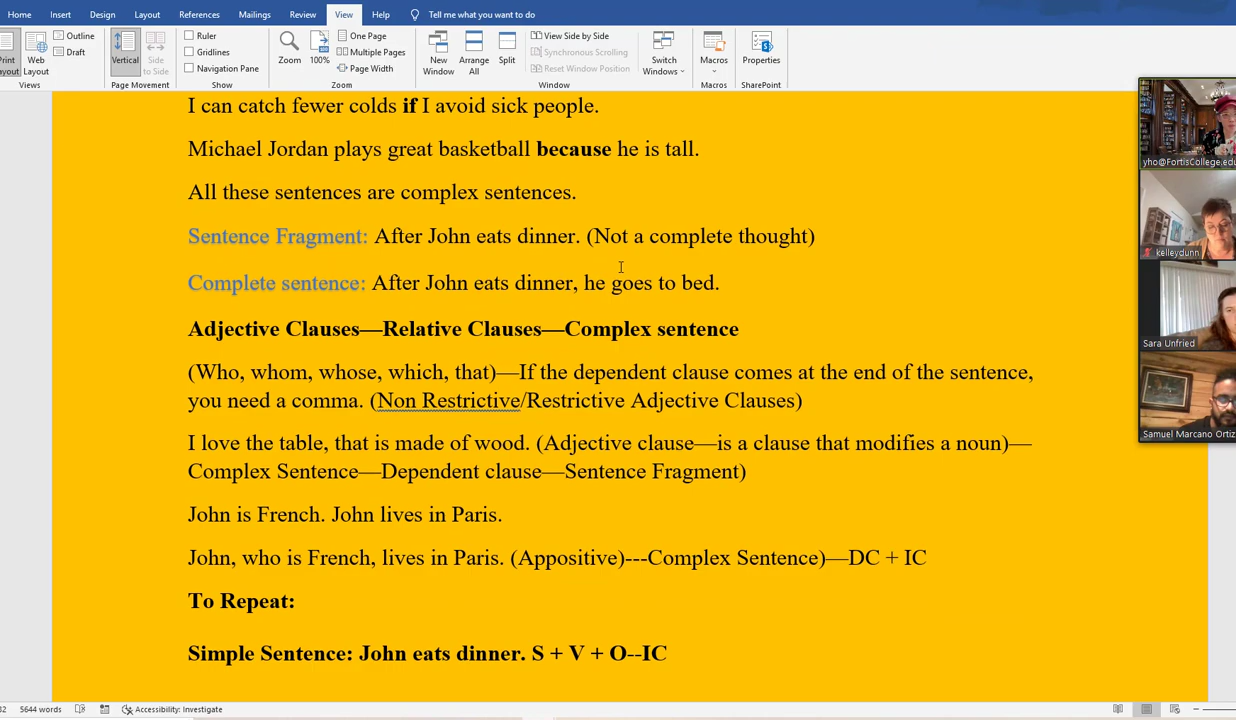 Home Insert Design Layout References Mailings Review View Help Tell me what you want to do
Outline
Draft
Web Layout
Views
Vertical
Side to Side
Page Movement
Ruler
Gridlines
Navigation Pane
Show
Zoom
100%
One Page
Multiple Pages
Page Width
Zoom
New Window
Arrange All
Split
View Side by Side
Synchronous Scrolling
Reset Window Position
Window
Switch Windows
Macros
Macros
Properties
SharePoint
I can catch fewer colds if I avoid sick people.
Michael Jordan plays great basketball because he is tall.
All these sentences are complex sentences.
Sentence Fragment: After John eats dinner. (Not a complete thought)
Complete sentence: After John eats dinner, he goes to bed.
Adjective Clauses—Relative Clauses—Complex sentence
(Who, whom, whose, which, that)—If the dependent clause comes at the end of the sentence,
you need a comma. (Non Restrictive/Restrictive Adjective Clauses)
I love the table, that is made of wood. (Adjective clause—is a clause that modifies a noun)—
Complex Sentence—Dependent clause—Sentence Fragment)
John is French. John lives in Paris.
John, who is French, lives in Paris. (Appositive)---Complex Sentence)—DC + IC
To Repeat:
Simple Sentence: John eats dinner. S + V + O--IC
yho@FortisCollege.edu
kelleydunn
Sara Unfried
Samuel Marcano Ortiz
5644 words
Accessibility: Investigate